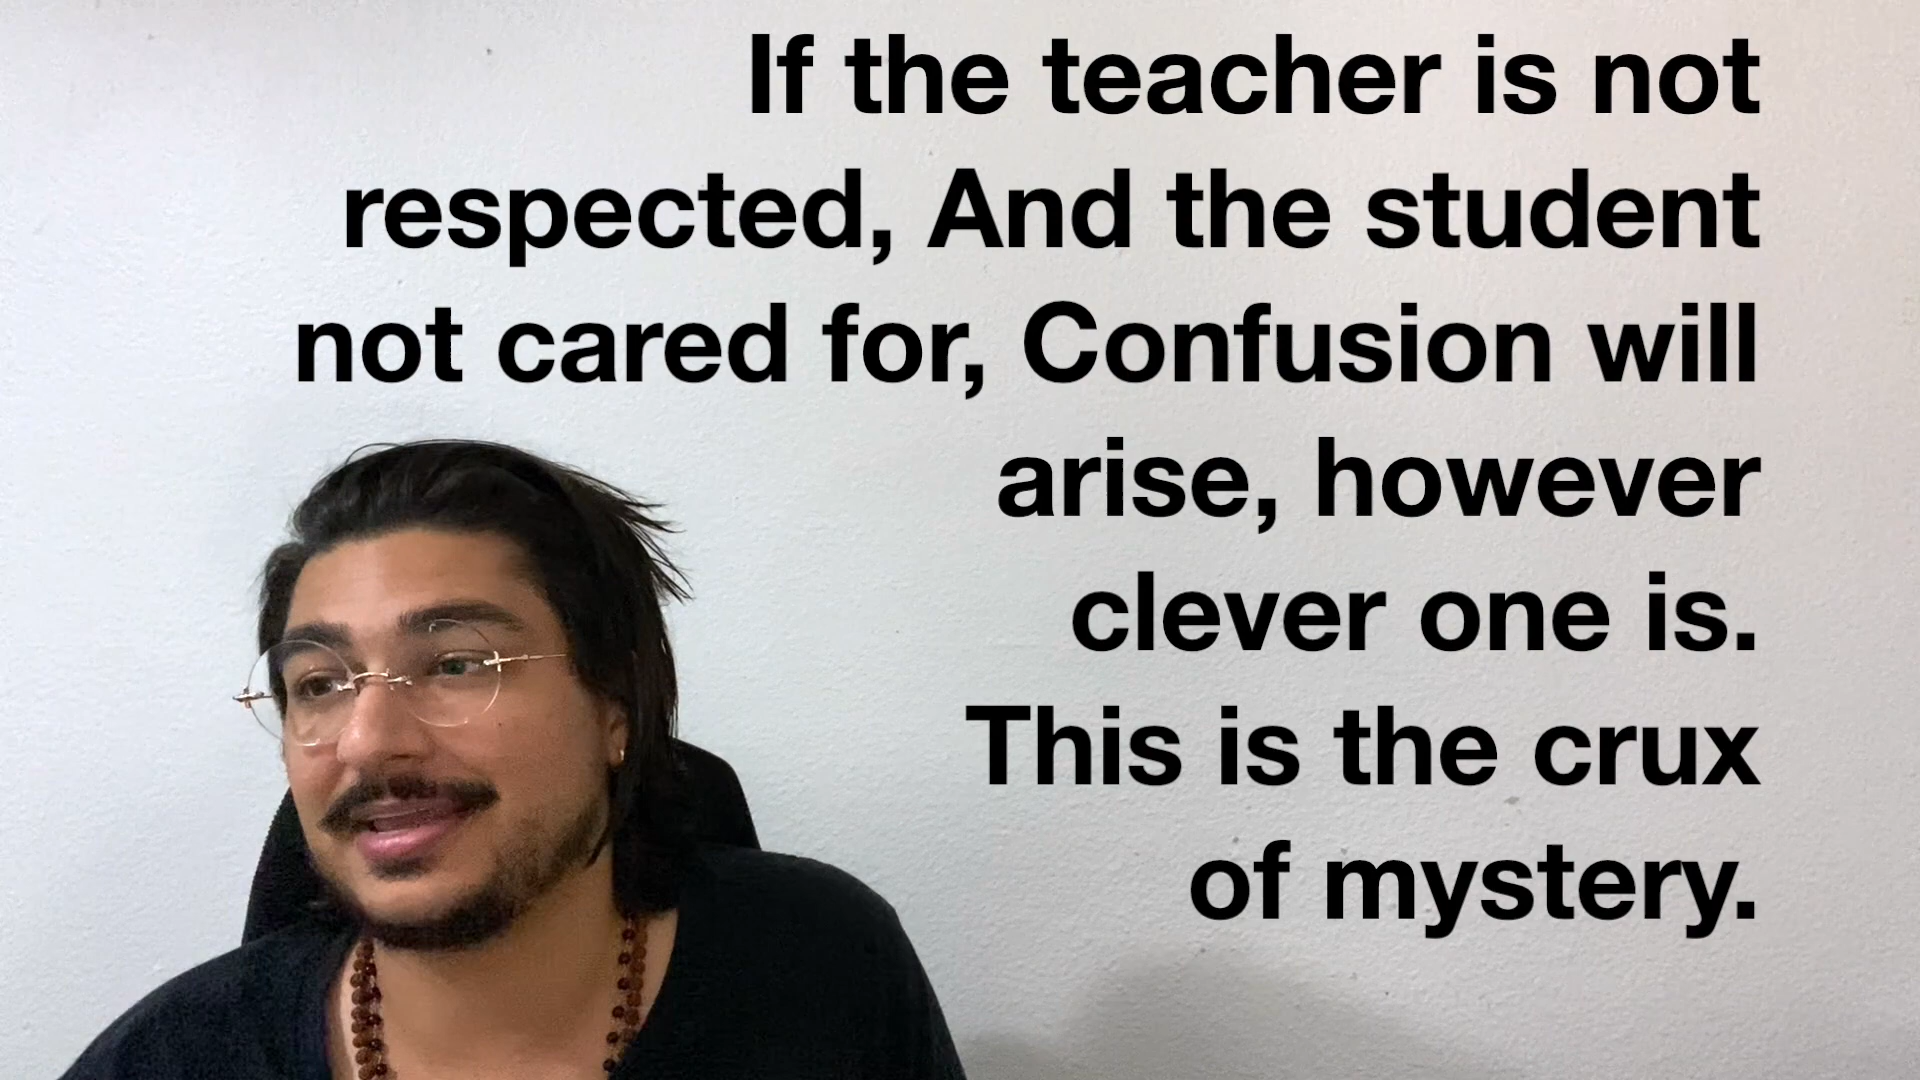 If the teacher is not
respected, And the student
not cared for, Confusion will
arise, however
clever one is.
This is the crux
of mystery.